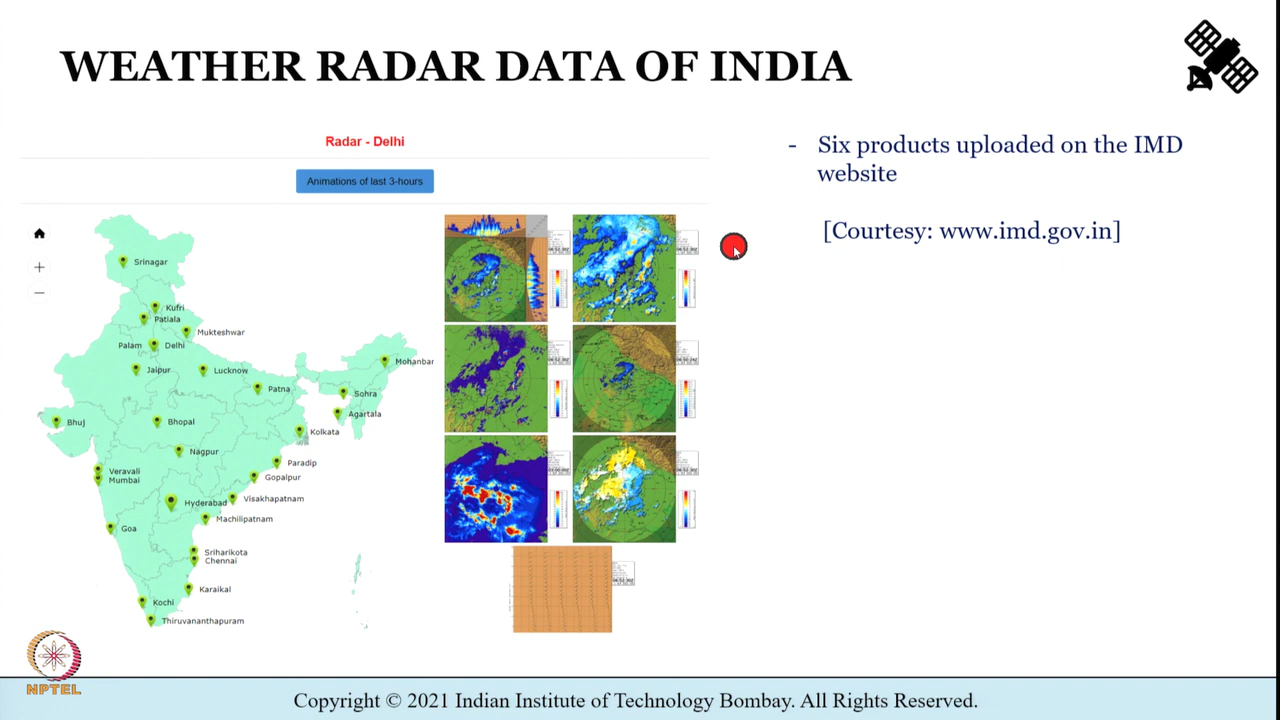 WEATHER RADAR DATA OF INDIA
Radar - Delhi
Animations of last 3-hours
- Six products uploaded on the IMD
website
[Courtesy: www.imd.gov.in]
Srinagar
Kufri
Patiala
Mukteshwar
Palam
Delhi
Jaipur
Lucknow
Mohanbar
Patna
Sohra
Agartala
Bhuj
Bhopal
Kolkata
Nagpur
Paradip
Veravali
Mumbai
Gopalpur
Hyderabad
Visakhapatnam
Machilipatnam
Goa
Sriharikota
Chennai
Karaikal
Kochi
Thiruvananthapuram
NPTEL
Copyright © 2021 Indian Institute of Technology Bombay. All Rights Reserved.